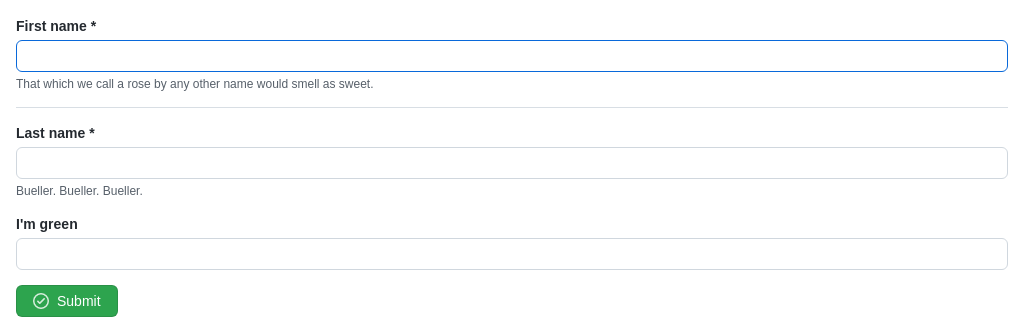 First name *
That which we call a rose by any other name would smell as sweet.
Last name *
Bueller. Bueller. Bueller.
I'm green
Submit